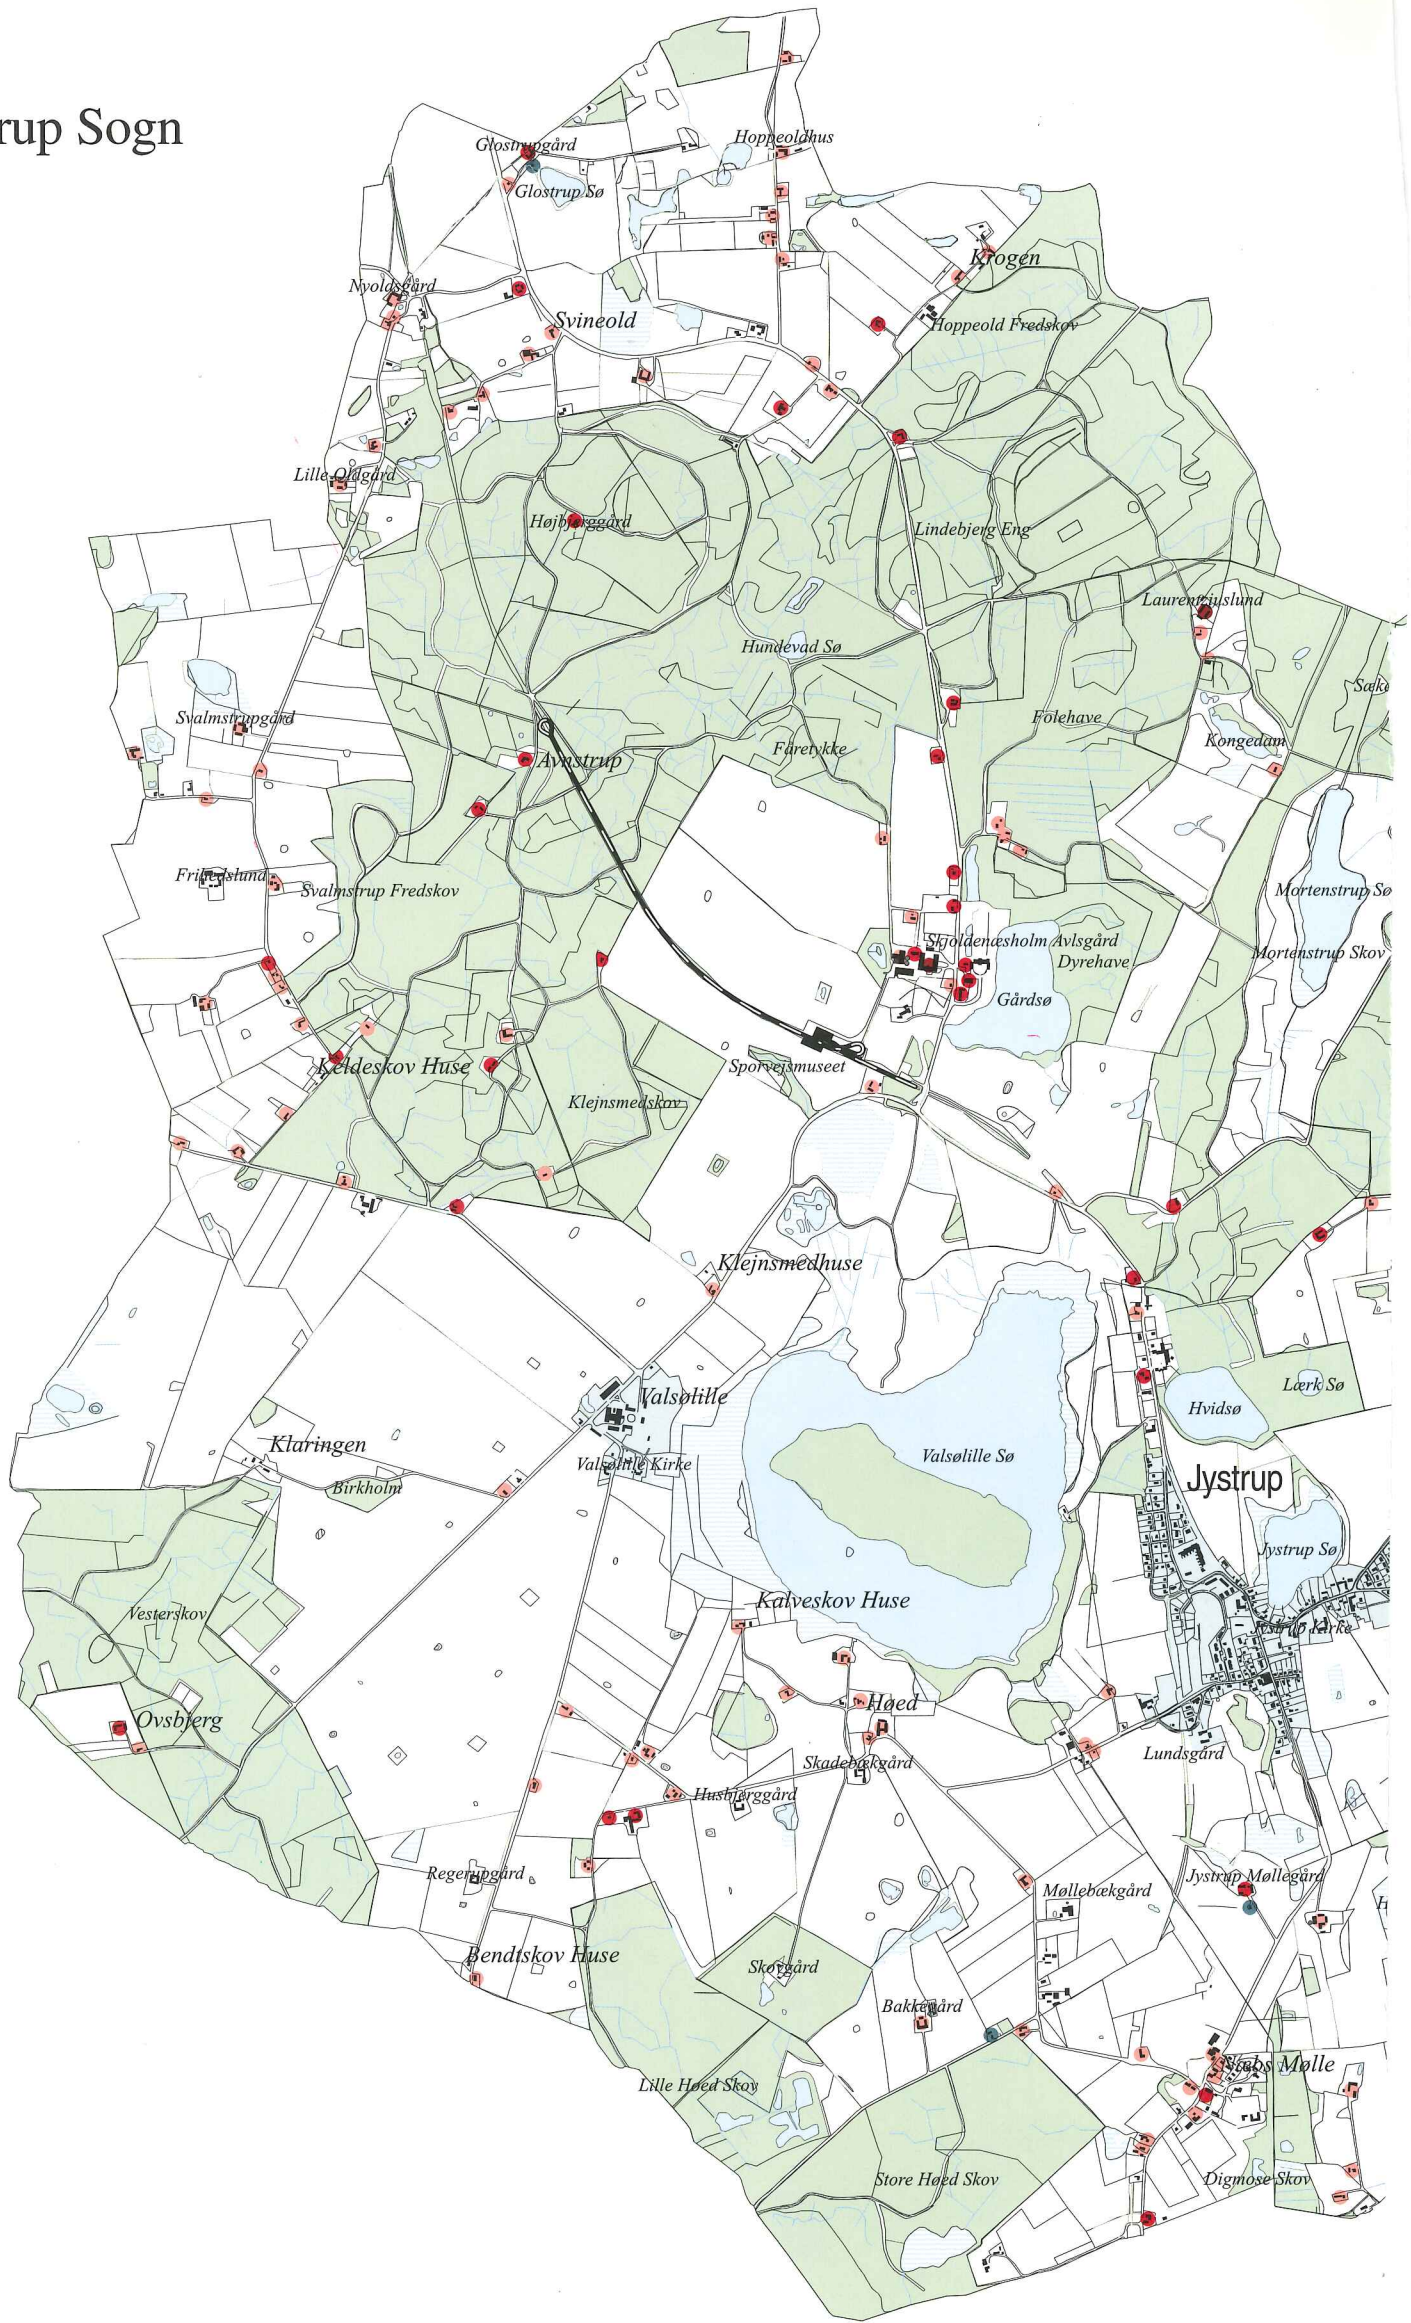 rup Sogn
Glostrupgård
Hoppeoldhus
Glostrup Sø
Krogen
Nyoldsgård
Svineold
Hoppeold Fredskov
Lille Oldgård
Højbjerggård
Lindebjerg Eng
Laurentziuslund
Hundevad Sø
Svalmstrupgård
Folehave
Kongedam
Fåretykke
Avnstrup
Frihedslund
Svalmstrup Fredskov
Mortenstrup Sø
Skjoldenæsholm Avlsgård
Dyrehave
Mortenstrup Skov
Gårdsø
Keldeskov Huse
Sporvejsmuseet
Klejnsmedskov
Klejnsmedhuse
Valsølille
Lærk Sø
Hvidsø
Klaringen
Valsølille Sø
Valsølille Kirke
Birkholm
Jystrup
Jystrup Sø
Kalveskov Huse
Vesterskov
Jystrup Kirke
Høed
Ovsbjerg
Lundsgård
Skadebækgård
Husbjerggård
Regerupgård
Jystrup Møllegård
Møllebækgård
H
Bendtskov Huse
Skovgård
Bakkegård
Næbs Mølle
Lille Høed Skov
Store Høed Skov
Digmose Skov